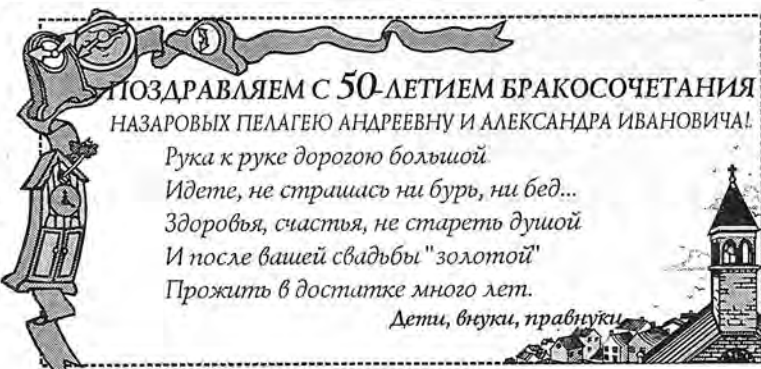 ПОЗДРАВЛЯЕМ С 50-ЛЕТИЕМ БРАКОСОЧЕТАНИЯ
НАЗАРОВЫХ ПЕЛАГЕЮ АНДРЕЕВНУ И АЛЕКСАНДРА ИВАНОВИЧА!
Рука к руке дорогою большой
Идете, не страшась ни бурь, ни бед...
Здоровья, счастья, не стареть душой
И после вашей свадьбы "золотой"
Прожить в достатке много лет.
Дети, внуки, правнуки